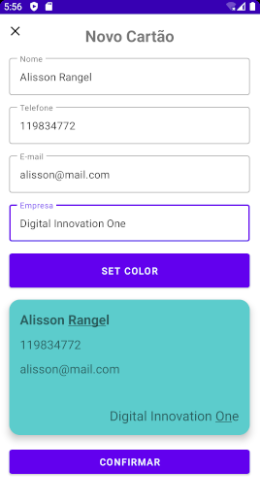 5:56
Novo Cartão
Nome
Alisson Rangel
Telefone
119834772
E-mail
alisson@mail.com
Empresa
Digital Innovation One
SET COLOR
Alisson Rangel
119834772
alisson@mail.com
Digital Innovation One
CONFIRMAR